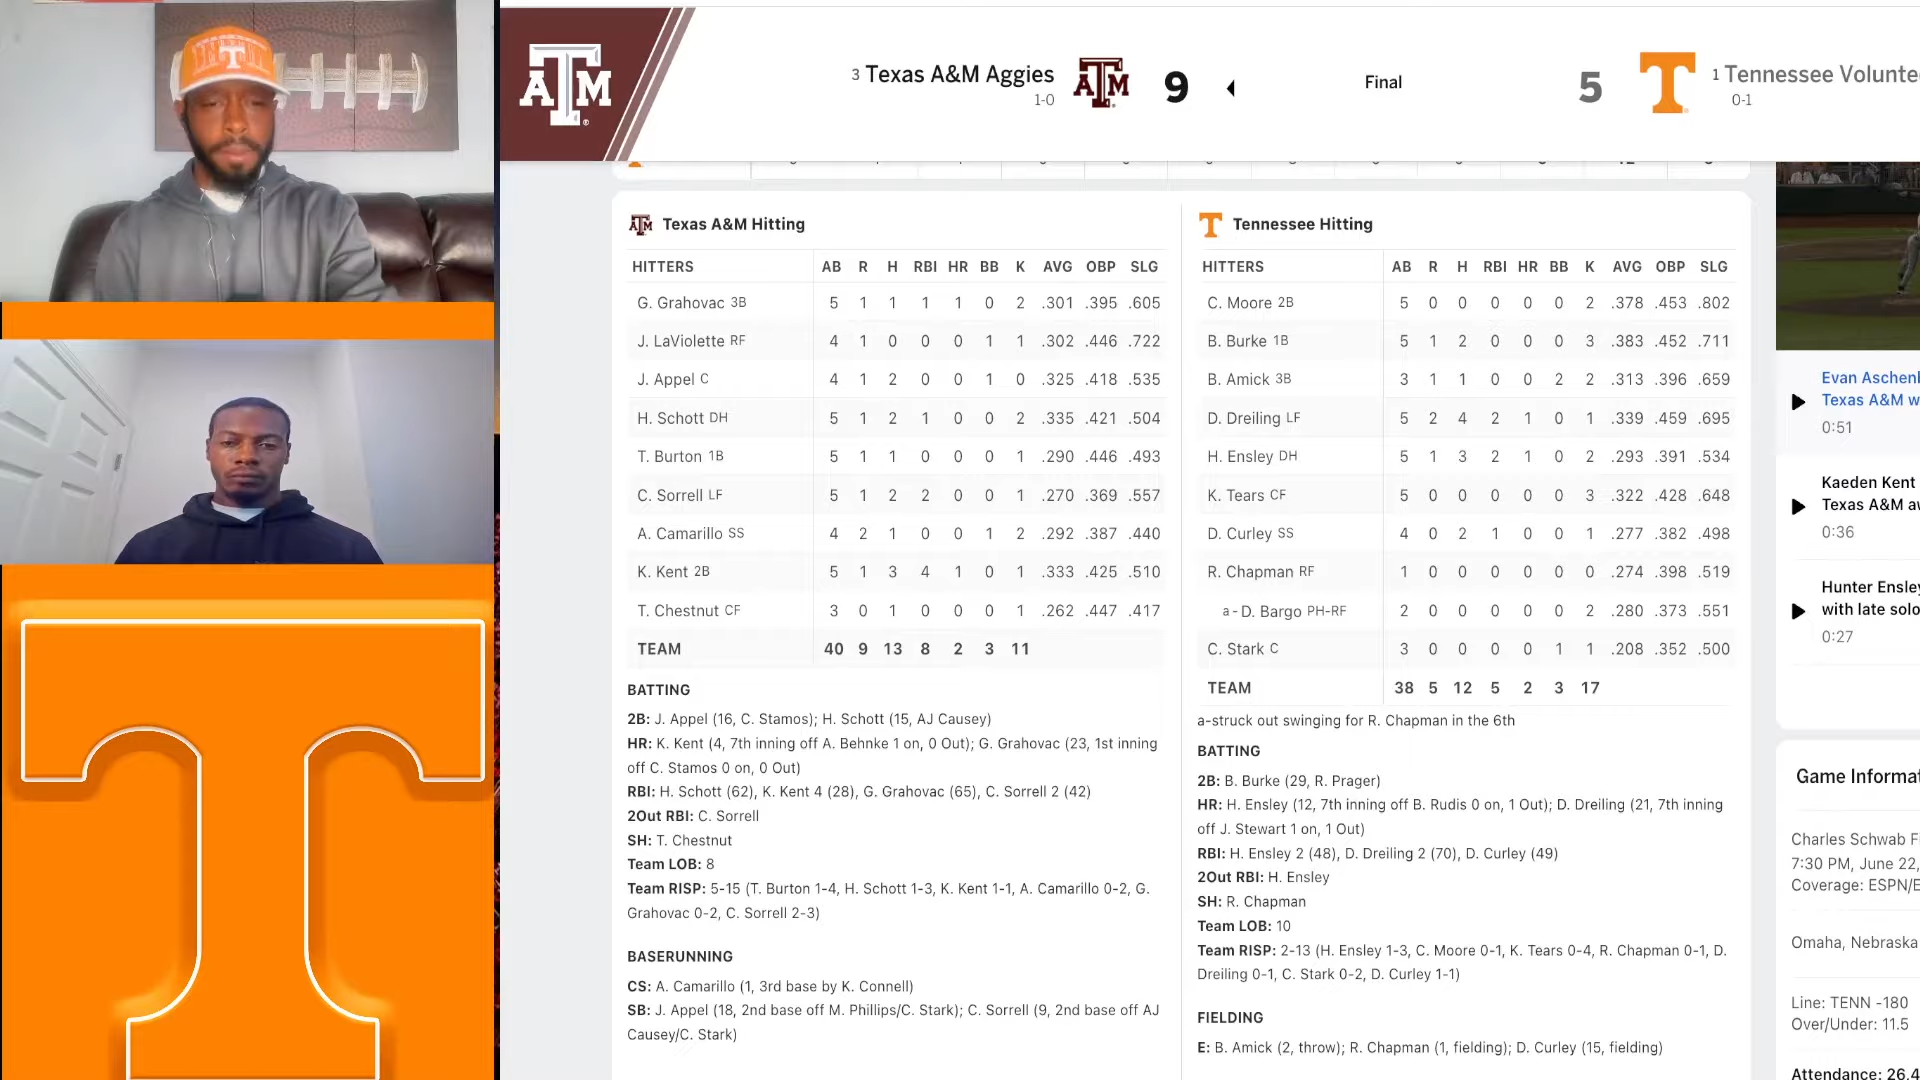 3 Texas A&M Aggies
1-0
9
Final
5
1 Tennessee Volunte
0-1
Texas A&M Hitting
HITTERS AB R H RBI HR BB K AVG OBP SLG
G. Grahovac 3B 5 1 1 1 1 0 2 .301 .395 .605
J. LaViolette RF 4 1 0 0 0 1 1 .302 .446 .722
J. Appel C 4 1 2 0 0 1 0 .325 .418 .535
H. Schott DH 5 1 2 1 0 0 2 .335 .421 .504
T. Burton 1B 5 1 1 0 0 0 1 .290 .446 .493
C. Sorrell LF 5 1 2 2 0 0 1 .270 .369 .557
A. Camarillo SS 4 2 1 0 0 1 2 .292 .387 .440
K. Kent 2B 5 1 3 4 1 0 1 .333 .425 .510
T. Chestnut CF 3 0 1 0 0 0 1 .262 .447 .417
TEAM 40 9 13 8 2 3 11
BATTING
2B: J. Appel (16, C. Stamos); H. Schott (15, AJ Causey)
HR: K. Kent (4, 7th inning off A. Behnke 1 on, 0 Out); G. Grahovac (23, 1st inning
off C. Stamos 0 on, 0 Out)
RBI: H. Schott (62), K. Kent 4 (28), G. Grahovac (65), C. Sorrell 2 (42)
2Out RBI: C. Sorrell
SH: T. Chestnut
Team LOB: 8
Team RISP: 5-15 (T. Burton 1-4, H. Schott 1-3, K. Kent 1-1, A. Camarillo 0-2, G.
Grahovac 0-2, C. Sorrell 2-3)
BASERUNNING
CS: A. Camarillo (1, 3rd base by K. Connell)
SB: J. Appel (18, 2nd base off M. Phillips/C. Stark); C. Sorrell (9, 2nd base off AJ
Causey/C. Stark)
Tennessee Hitting
HITTERS AB R H RBI HR BB K AVG OBP SLG
C. Moore 2B 5 0 0 0 0 0 2 .378 .453 .802
B. Burke 1B 5 1 2 0 0 0 3 .383 .452 .711
B. Amick 3B 3 1 1 0 0 2 2 .313 .396 .659
D. Dreiling LF 5 2 4 2 1 0 1 .339 .459 .695
H. Ensley DH 5 1 3 2 1 0 2 .293 .391 .534
K. Tears CF 5 0 0 0 0 0 3 .322 .428 .648
D. Curley SS 4 0 2 1 0 0 1 .277 .382 .498
R. Chapman RF 1 0 0 0 0 0 0 .274 .398 .519
a - D. Bargo PH-RF 2 0 0 0 0 0 2 .280 .373 .551
C. Stark C 3 0 0 0 0 1 1 .208 .352 .500
TEAM 38 5 12 5 2 3 17
a-struck out swinging for R. Chapman in the 6th
BATTING
2B: B. Burke (29, R. Prager)
HR: H. Ensley (12, 7th inning off B. Rudis 0 on, 1 Out); D. Dreiling (21, 7th inning
off J. Stewart 1 on, 1 Out)
RBI: H. Ensley 2 (48), D. Dreiling 2 (70), D. Curley (49)
2Out RBI: H. Ensley
SH: R. Chapman
Team LOB: 10
Team RISP: 2-13 (H. Ensley 1-3, C. Moore 0-1, K. Tears 0-4, R. Chapman 0-1, D.
Dreiling 0-1, C. Stark 0-2, D. Curley 1-1)
FIELDING
E: B. Amick (2, throw); R. Chapman (1, fielding); D. Curley (15, fielding)
Evan Aschenl
Texas A&M w
0:51
Kaeden Kent
Texas A&M a
0:36
Hunter Ensley
with late solo
0:27
Game Informat
Charles Schwab F
7:30 PM, June 22,
Coverage: ESPN/E
Omaha, Nebraska
Line: TENN -180
Over/Under: 11.5
Attendance: 26,4